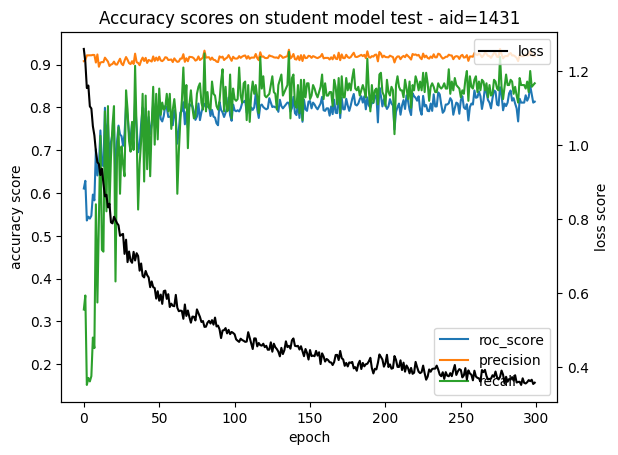 Accuracy scores on student model test - aid=1431
loss
accuracy score
0.9
0.8
0.7
0.6
0.5
0.4
0.3
0.2
1.2
1.0
0.8
0.6
0.4
loss score
roc_score
precision
recall
0
50
100
150
200
250
300
epoch